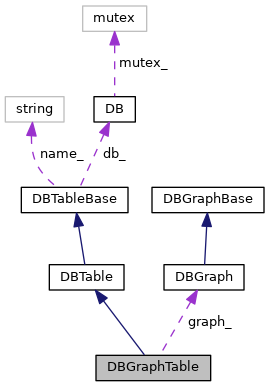 mutex
mutex_
string
DB
name_
db_
DBTableBase
DBGraphBase
DBTable
DBGraph
graph_
DBGraphTable